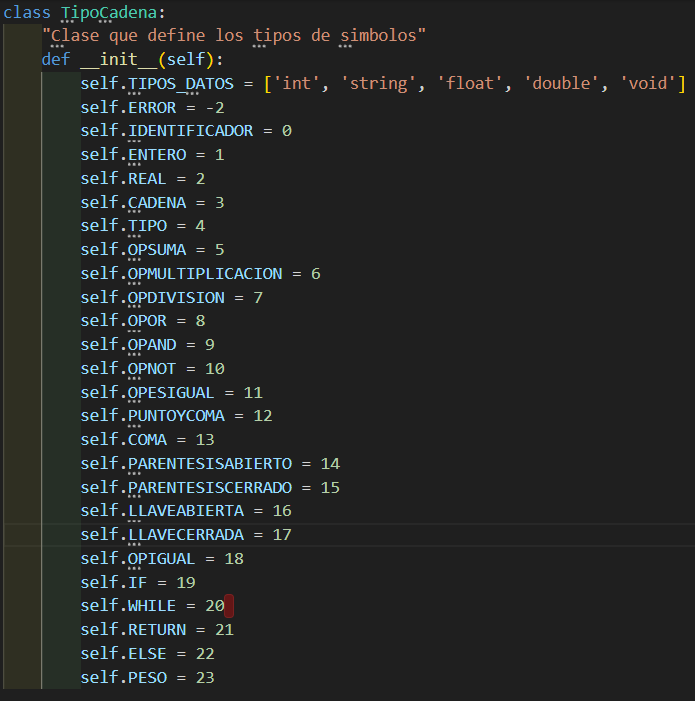 class TipoCadena:
    "Clase que define los tipos de simbolos"
    def __init__(self):
        self.TIPOS_DATOS = ['int', 'string', 'float', 'double', 'void']
        self.ERROR = -2
        self.IDENTIFICADOR = 0
        self.ENTERO = 1
        self.REAL = 2
        self.CADENA = 3
        self.TIPO = 4
        self.OPSUMA = 5
        self.OPMULTIPLICACION = 6
        self.OPDIVISION = 7
        self.OPOR = 8
        self.OPAND = 9
        self.OPNOT = 10
        self.OPESIGUAL = 11
        self.PUNTOYCOMA = 12
        self.COMA = 13
        self.PARENTESISABIERTO = 14
        self.PARENTESISCERRADO = 15
        self.LLAVEABIERTA = 16
        self.LLAVECERRADA = 17
        self.OPIGUAL = 18
        self.IF = 19
        self.WHILE = 20
        self.RETURN = 21
        self.ELSE = 22
        self.PESO = 23